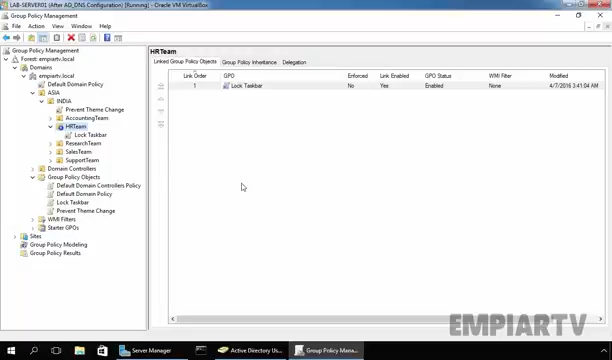 LAB-SERVER01 (After AD_DNS Configuration) [Running] - Oracle VM VirtualBox
Group Policy Management
File Action View Window Help
Group Policy Management
Forest: empiartv.local
Domains
empiartv.local
Default Domain Policy
ASIA
INDIA
Prevent Theme Change
AccountingTeam
HRTeam
Lock Taskbar
ResearchTeam
SalesTeam
SupportTeam
Domain Controllers
Group Policy Objects
Default Domain Controllers Policy
Default Domain Policy
Lock Taskbar
Prevent Theme Change
WMI Filters
Starter GPOs
Sites
Group Policy Modeling
Group Policy Results
HRTeam
Linked Group Policy Objects Group Policy Inheritance Delegation
Link Order GPO Enforced Link Enabled GPO Status WMI Filter Modified
1 Lock Taskbar No Yes Enabled None 4/7/2016 3:41:04 AM
EMPIARTV
Server Manager Active Directory Us... Group Policy Mana...